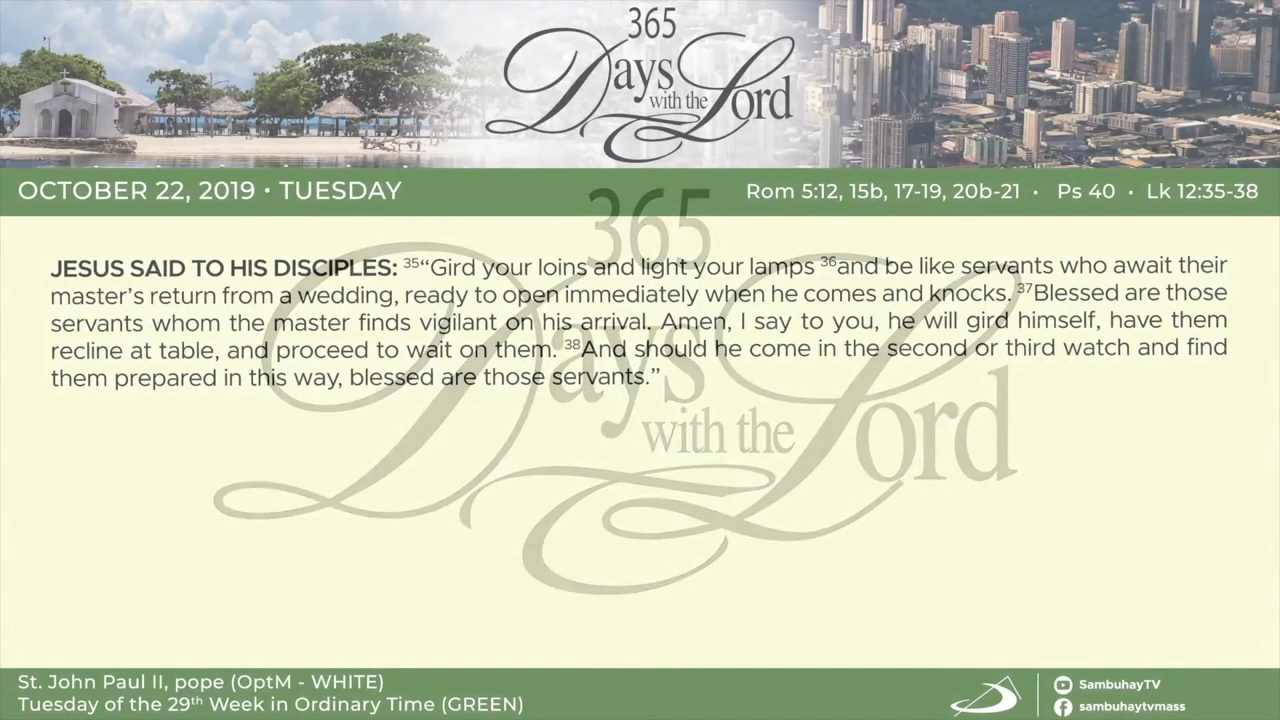 365
Days with the Lord
OCTOBER 22, 2019 • TUESDAY
Rom 5:12, 15b, 17-19, 20b-21 • Ps 40 • Lk 12:35-38
365
Days with the Lord
JESUS SAID TO HIS DISCIPLES: ³⁵“Gird your loins and light your lamps ³⁶and be like servants who await their
master’s return from a wedding, ready to open immediately when he comes and knocks. ³⁷Blessed are those
servants whom the master finds vigilant on his arrival. Amen, I say to you, he will gird himself, have them
recline at table, and proceed to wait on them. ³⁸And should he come in the second or third watch and find
them prepared in this way, blessed are those servants.”
St. John Paul II, pope (OptM - WHITE)
Tuesday of the 29th Week in Ordinary Time (GREEN)
SambuhayTV
sambuhaytvmass